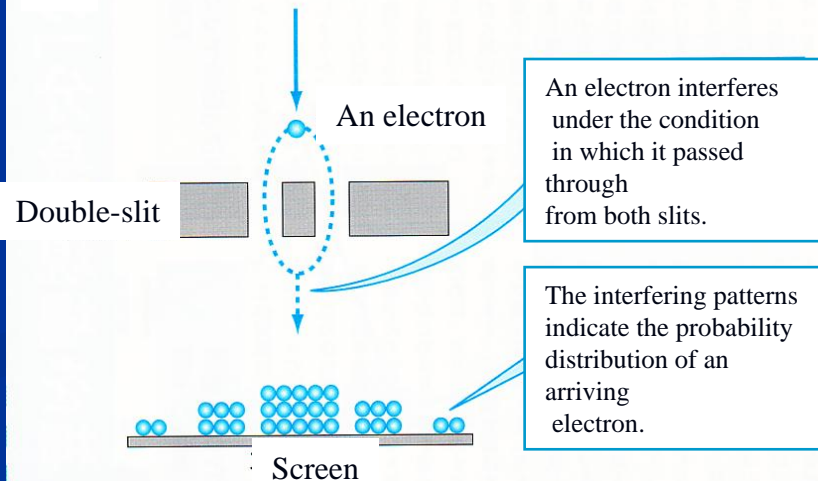 An electron
Double-slit
An electron interferes
under the condition
in which it passed
through
from both slits.
The interfering patterns
indicate the probability
distribution of an
arriving
electron.
Screen